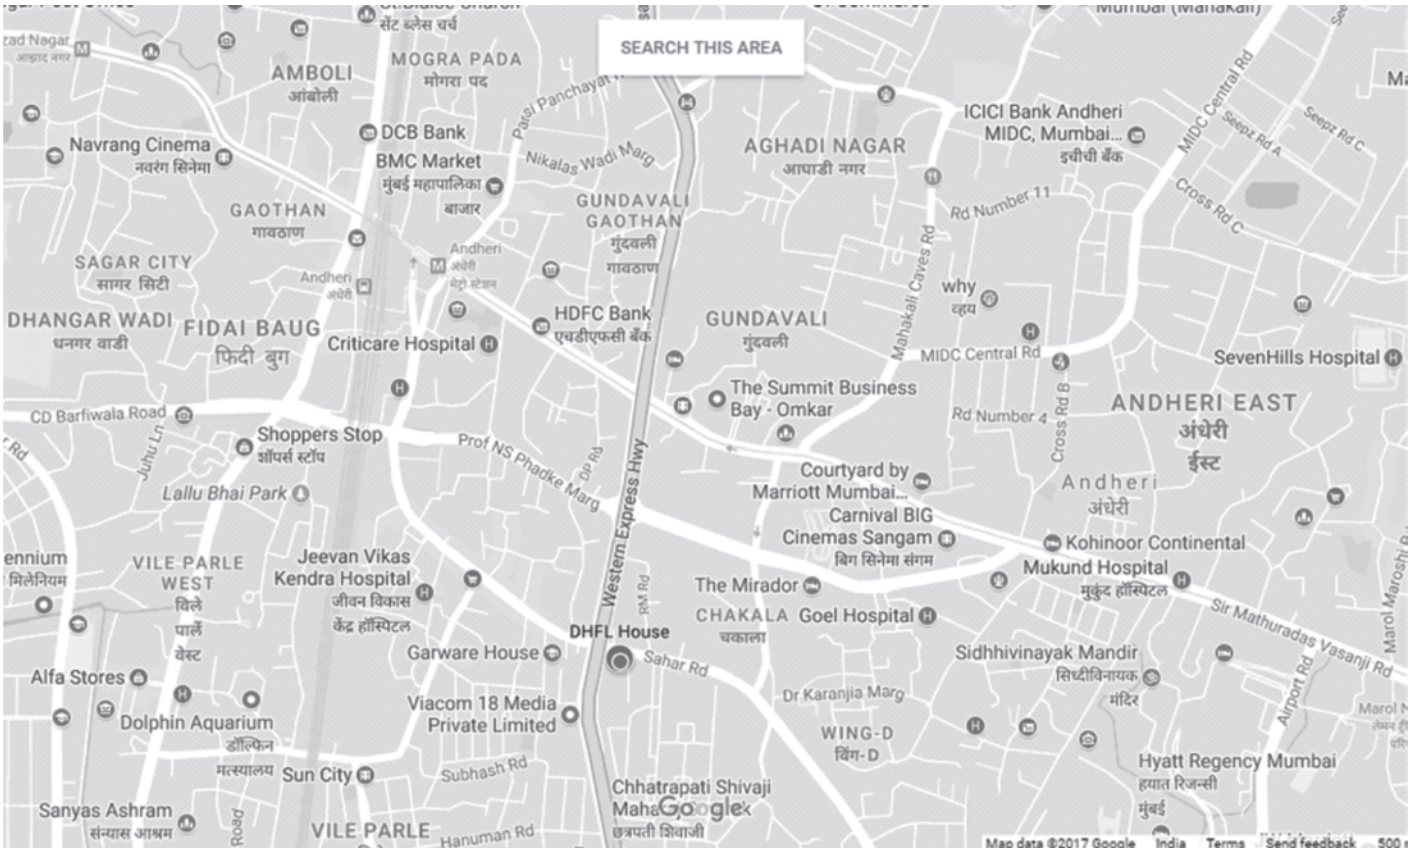 SEARCH THIS AREA
सेंट ब्लेस चर्च
Mumbai (Mahakali)
आझाद नगर
MOGRA PADA
मोगरा पद
AMBOLI
आंबोली
DCB Bank
BMC Market
मुंबई महापालिका
बाजार
Navrang Cinema
नवरंग सिनेमा
Nikalas Wadi Marg
AGHADI NAGAR
आघाडी नगर
ICICI Bank Andheri
MIDC, Mumbai...
इचीची बँक
MIDC Central Rd
Seepz Rd A
Seepz Rd C
Cross Rd C
GAOTHAN
गावठाण
GUNDAVALI
GAOTHAN
गुंदवली
गावठाण
Rd Number 11
Mahakali Caves Rd
SAGAR CITY
सागर सिटी
Andheri
अंधेरी
Andheri
अंधेरी
मेट्रो स्टेशन
why
व्हय
DHANGAR WADI
धनगर वाडी
FIDAI BAUG
फिदी बुग
Criticare Hospital
HDFC Bank
एचडीएफसी बँक
GUNDAVALI
गुंदवली
MIDC Central Rd
SevenHills Hospital
The Summit Business
Bay - Omkar
Rd Number 4
Cross Rd B
ANDHERI EAST
अंधेरी
ईस्ट
CD Barfiwala Road
Juhu Ln
Shoppers Stop
शॉपर्स स्टॉप
Prof NS Phadke Marg
DP Rd
Western Express Hwy
Lallu Bhai Park
Courtyard by
Marriott Mumbai...
Carnival BIG
Cinemas Sangam
बिग सिनेमा संगम
Andheri
अंधेरी
Kohinoor Continental
Mukund Hospital
मुकुंद हॉस्पिटल
VILE PARLE
WEST
विले
पार्ले
वेस्ट
Jeevan Vikas
Kendra Hospital
जीवन विकास
केंद्र हॉस्पिटल
RM Rd
The Mirador
CHAKALA
चकाला
Goel Hospital
Sir Mathuradas Vasanji Rd
DHFL House
Sahar Rd
Garware House
Sidhhivinayak Mandir
सिध्दीविनायक
मंदिर
Airport Rd
Alfa Stores
Dolphin Aquarium
डॉल्फिन
मत्स्यालय
Viacom 18 Media
Private Limited
Dr Karanjia Marg
WING-D
विंग-D
Sun City
Subhash Rd
Hyatt Regency Mumbai
हयात रिजन्सी
मुंबई
Chhatrapati Shivaji
Google
छत्रपती शिवाजी
Sanyas Ashram
संन्यास आश्रम
Road
VILE PARLE
Hanuman Rd
Map data ©2017 Google India Terms Send feedback